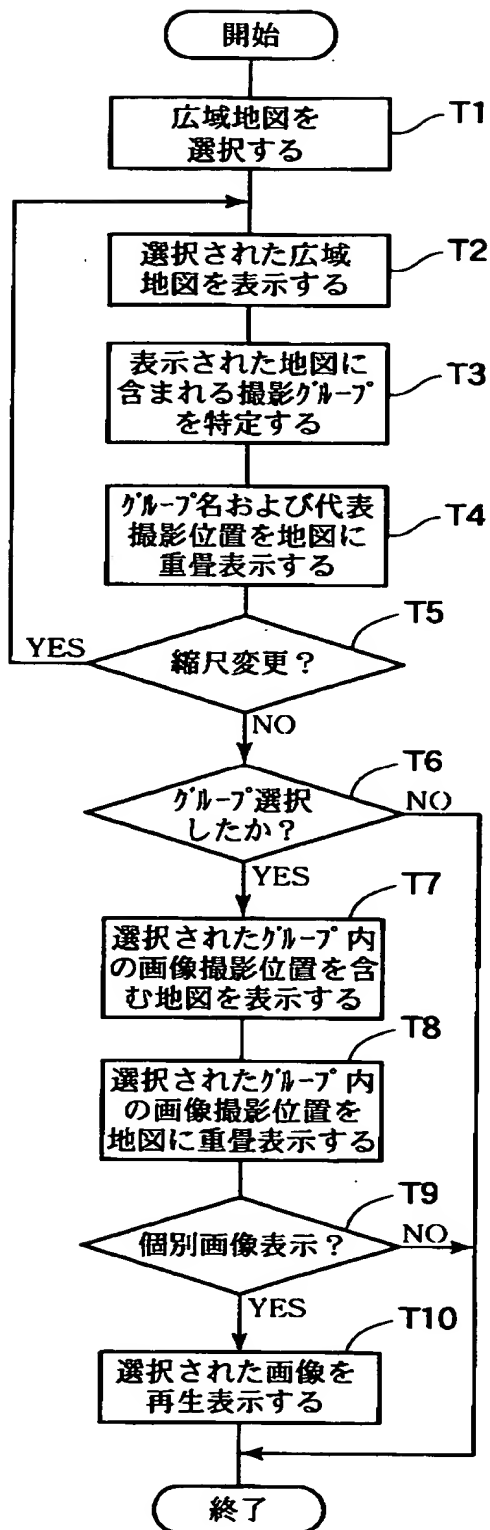 開始
広域地図を
選択する
T1
選択された広域
地図を表示する
T2
表示された地図に
含まれる撮影グループ
を特定する
T3
グループ名および代表
撮影位置を地図に
重畳表示する
T4
T5
YES
縮尺変更？
NO
T6
グループ選択
したか？
NO
YES
T7
選択されたグループ内
の画像撮影位置を含
む地図を表示する
T8
選択されたグループ内
の画像撮影位置を
地図に重畳表示する
T9
個別画像表示？
NO
YES
T10
選択された画像を
再生表示する
終了